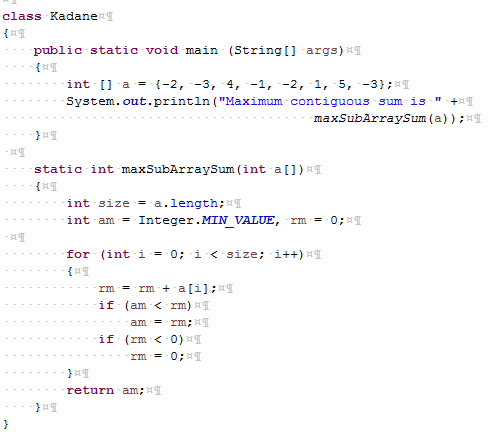 class Kadane¤¶
{¤¶
····public·static·void·main·(String[]·args)¤¶
····{¤¶
········int·[]·a·=·{-2,·-3,·4,·-1,·-2,·1,·5,·-3};¤¶
········System.out.println("Maximum·contiguous·sum·is·"·+¤¶
·······································maxSubArraySum(a));¤¶
····}¤¶
·¤¶
····static·int·maxSubArraySum(int·a[])¤¶
····{¤¶
········int·size·=·a.length;¤¶
········int·am·=·Integer.MIN_VALUE,·rm·=·0;¤¶
·¤¶
········for·(int·i·=·0;·i·<·size;·i++)¤¶
········{¤¶
············rm·=·rm·+·a[i];¤¶
············if·(am·<·rm)¤¶
················am·=·rm;¤¶
············if·(rm·<·0)¤¶
················rm·=·0;¤¶
········}¤¶
········return·am;¤¶
····}¤¶
}